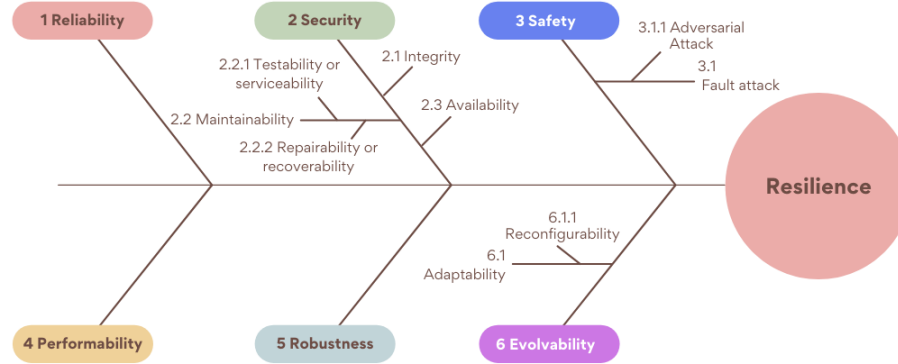 1 Reliability
2 Security
3 Safety
2.1 Integrity
2.2.1 Testability or
serviceability
2.2 Maintainability
2.3 Availability
2.2.2 Repairability or
recoverability
3.1.1 Adversarial
Attack
3.1
Fault attack
Resilience
6.1.1
Reconfigurability
6.1
Adaptability
4 Performability
5 Robustness
6 Evolvability